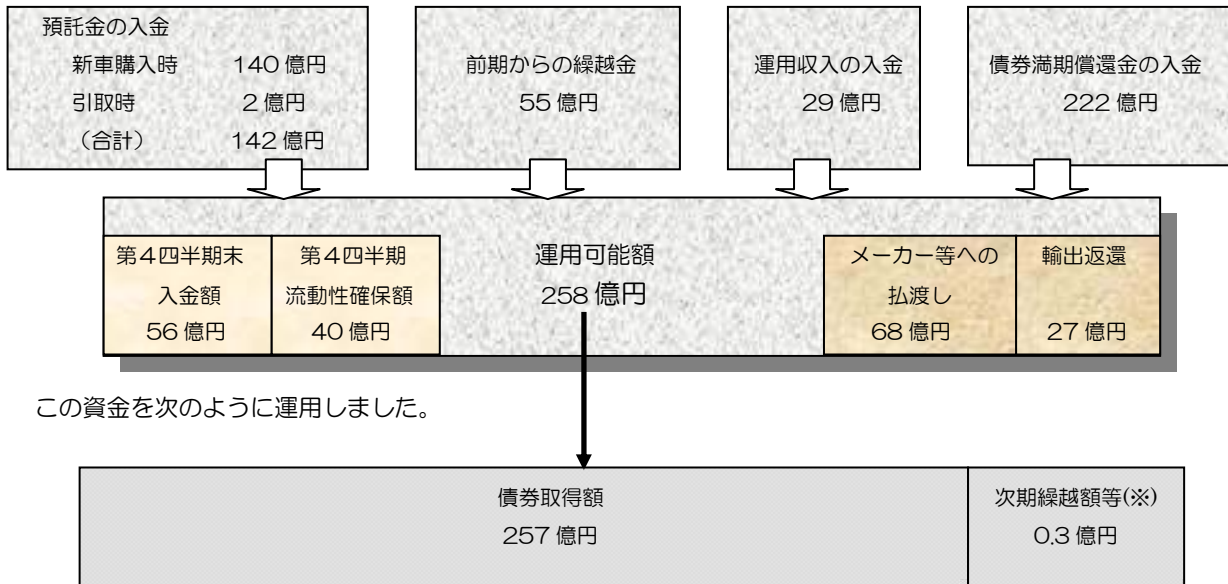 預託金の入金
新車購入時 140 億円
引取時 2 億円
（合計） 142 億円
前期からの繰越金
55 億円
運用収入の入金
29 億円
債券満期償還金の入金
222 億円
第４四半期末
入金額
56 億円
第４四半期
流動性確保額
40 億円
運用可能額
258 億円
メーカー等への
払渡し
68 億円
輸出返還
27 億円
この資金を次のように運用しました。
債券取得額
257 億円
次期繰越額等(※)
0.3 億円